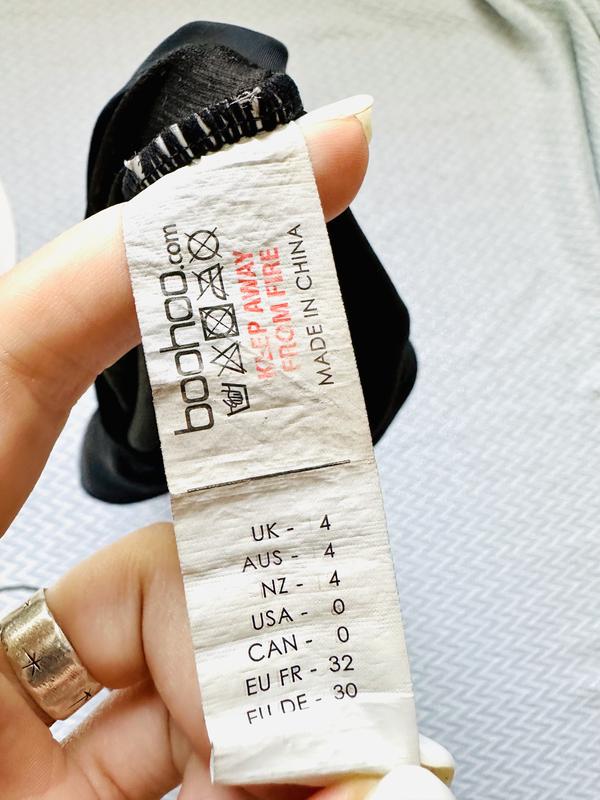 boohoo.com
KEEP AWAY
FROM FIRE
MADE IN CHINA
UK - 4
AUS - 4
NZ - 4
USA - 0
CAN - 0
EU FR - 32
EU DE - 30